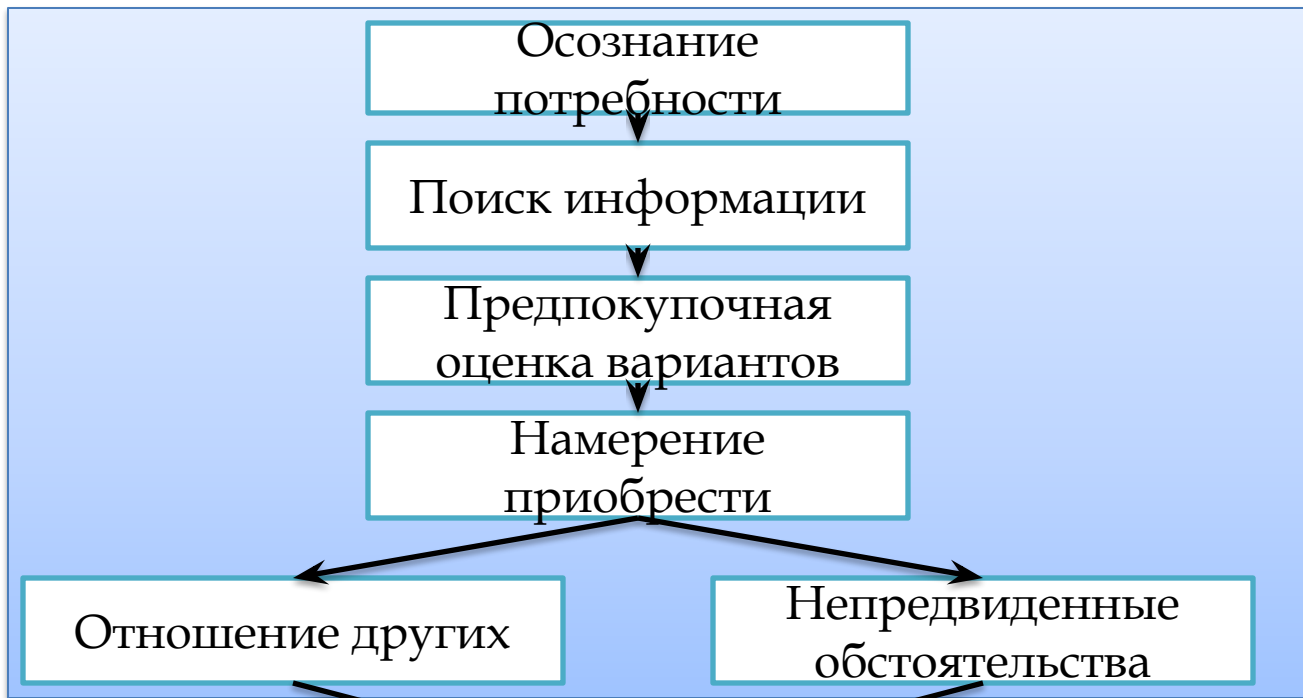 Осознание
потребности
Поиск информации
Предпокупочная
оценка вариантов
Намерение
приобрести
Отношение других
Непредвиденные
обстоятельства